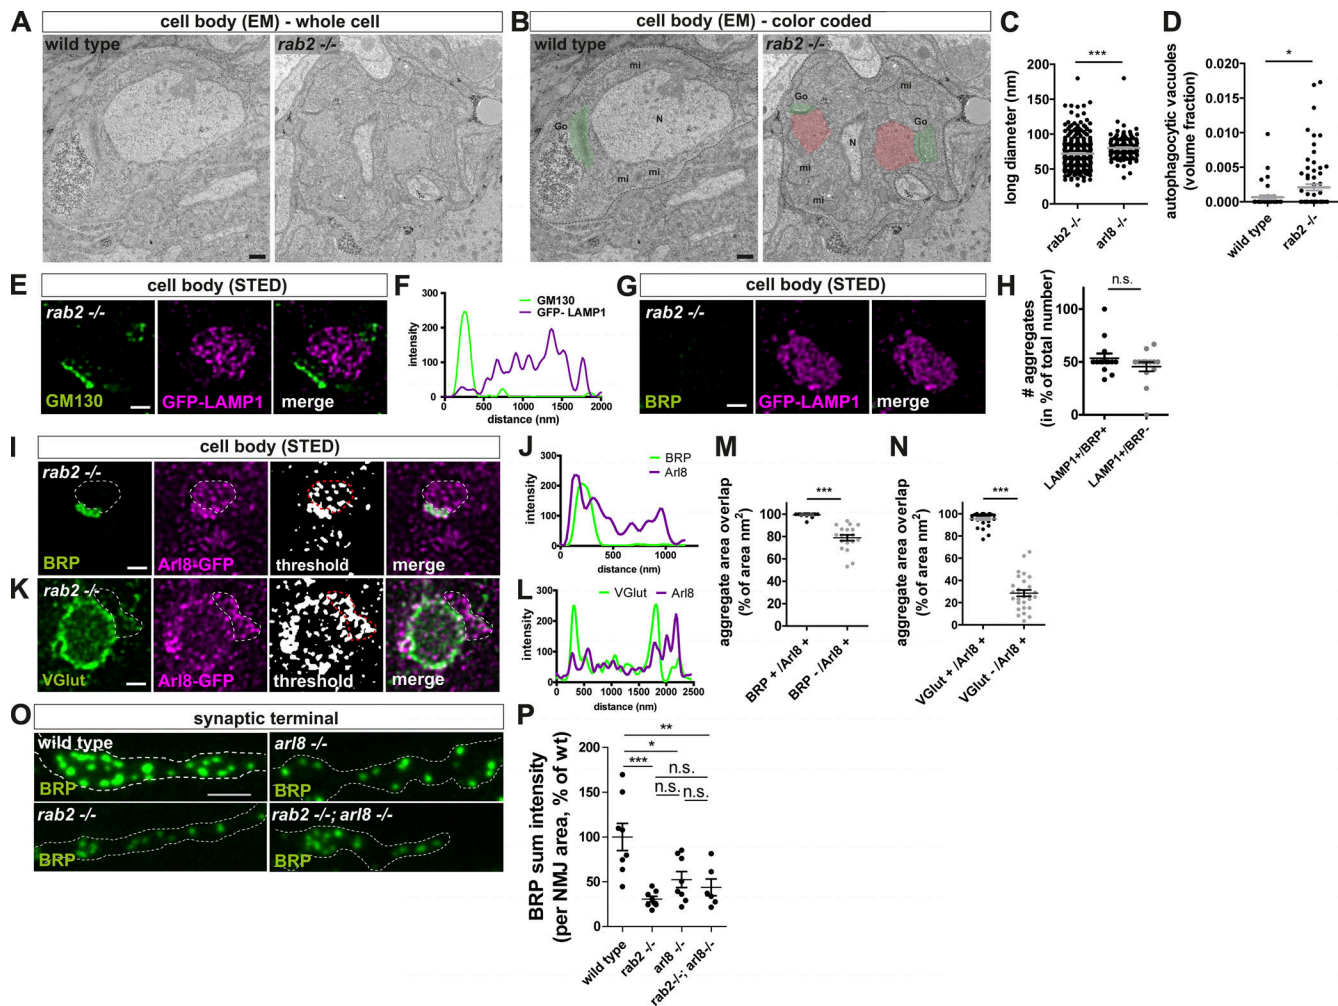 A
cell body (EM) - whole cell
wild type
rab2 -/-
B
cell body (EM) - color coded
wild type
rab2 -/-
mi
Go
N
mi
mi
mi
Go
Go
N
mi
mi
C
***
long diameter (nm)
200
150
100
50
0
rab2 -/-
arl8 -/-
D
*
autophagocytic vacuoles
(volume fraction)
0.020
0.015
0.010
0.005
0.000
wild type
rab2 -/-
E
cell body (STED)
rab2 -/-
GM130
GFP-LAMP1
merge
F
GM130
GFP- LAMP1
intensity
300
200
100
0
0
500
1000
1500
2000
distance (nm)
G
cell body (STED)
rab2 -/-
BRP
GFP-LAMP1
merge
H
n.s.
# aggregates
(in % of total number)
100
50
0
LAMP1+/BRP+
LAMP1+/BRP-
I
cell body (STED)
rab2 -/-
BRP
Arl8-GFP
threshold
merge
J
BRP
Arl8
intensity
300
200
100
0
0
500
1000
distance (nm)
K
rab2 -/-
VGlut
Arl8-GFP
threshold
merge
L
VGlut
Arl8
intensity
300
200
100
0
0
500
1000
1500
2000
2500
distance (nm)
M
***
aggregate area overlap
(% of area nm2)
100
80
60
40
20
0
BRP +/Arl8 +
BRP -/Arl8 +
N
***
aggregate area overlap
(% of area nm2)
100
80
60
40
20
0
VGlut +/Arl8 +
VGlut -/Arl8 +
O
synaptic terminal
wild type
BRP
arl8 -/-
BRP
rab2 -/-
BRP
rab2 -/-; arl8 -/-
BRP
P
**
*
***
n.s.
n.s.
n.s.
BRP sum intensity
(per NMJ area, % of wt)
200
150
100
50
0
wild type
rab2 -/-
arl8 -/-
rab2-/-; arl8-/-